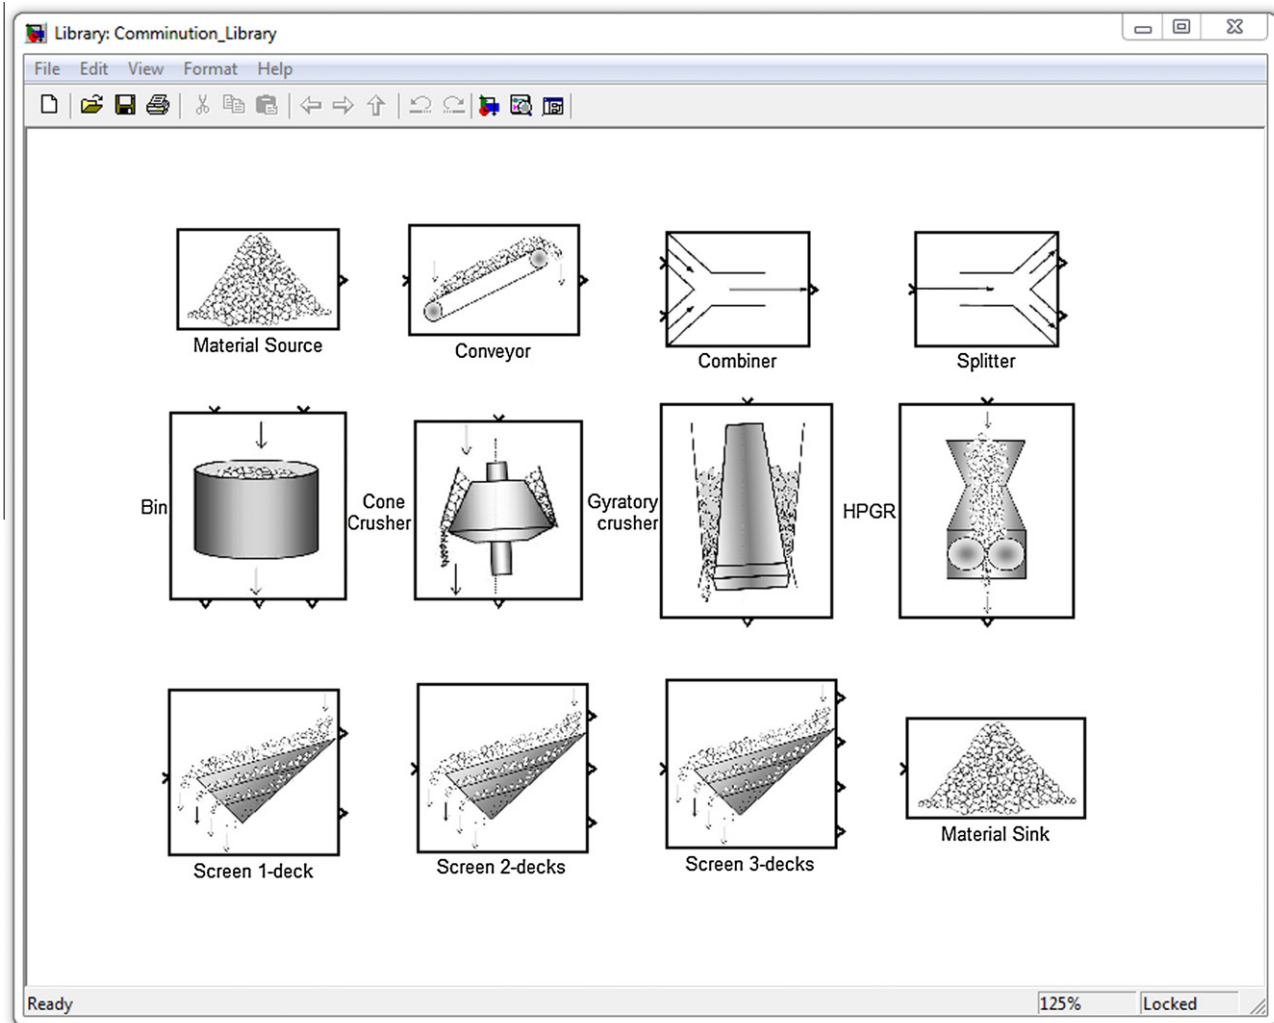 Library: Comminution_Library
File Edit View Format Help
Material Source
Conveyor
Combiner
Splitter
Bin
Cone
Crusher
Gyratory
crusher
HPGR
Screen 1-deck
Screen 2-decks
Screen 3-decks
Material Sink
Ready
125%
Locked